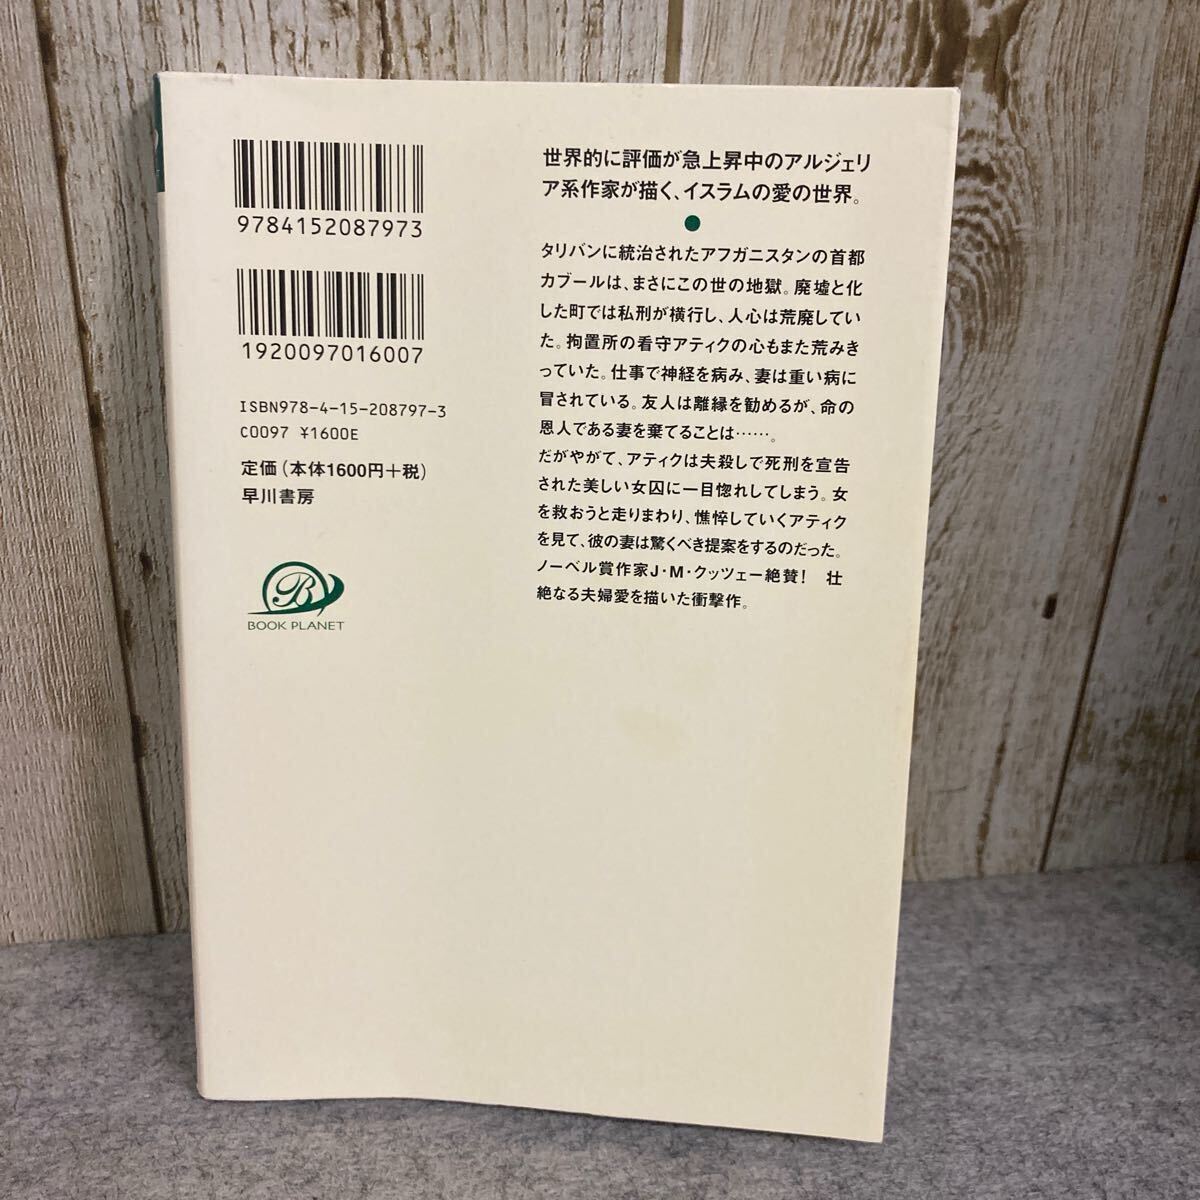 9784152087973
1920097016007
ISBN978-4-15-208797-3
C0097 ¥1600E
定価(本体1600円+税)
早川書房
B
BOOK PLANET
世界的に評価が急上昇中のアルジェリ
ア系作家が描く、イスラムの愛の世界。
タリバンに統治されたアフガニスタンの首都
カブールは、まさにこの世の地獄。廃墟と化
した町では私刑が横行し、人心は荒廃してい
た。拘置所の看守アティクの心もまた荒みき
っていた。仕事で神経を病み、妻は重い病に
冒されている。友人は離縁を勧めるが、命の
恩人である妻を棄てることは……。
だがやがて、アティクは夫殺しで死刑を宣告
された美しい女囚に一目惚れしてしまう。女
を救おうと走りまわり、憔悴していくアティク
を見て、彼の妻は驚くべき提案をするのだった。
ノーベル賞作家J・M・クッツェー絶賛! 壮
絶なる夫婦愛を描いた衝撃作。